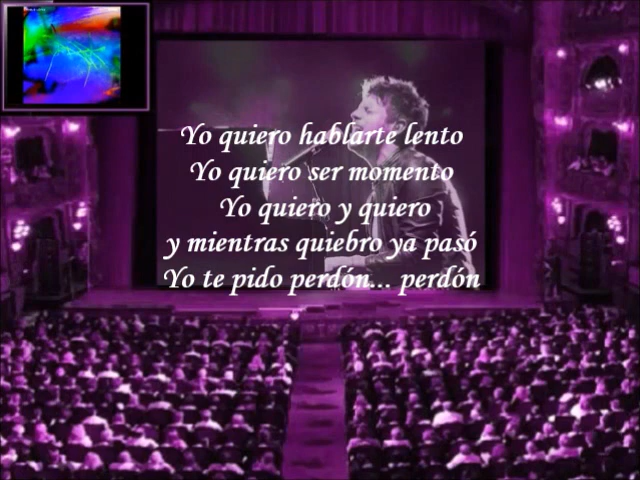 Yo quiero hablarte lento
Yo quiero ser momento
Yo quiero y quiero
y mientras quiebro ya pasó
Yo te pido perdón... perdón